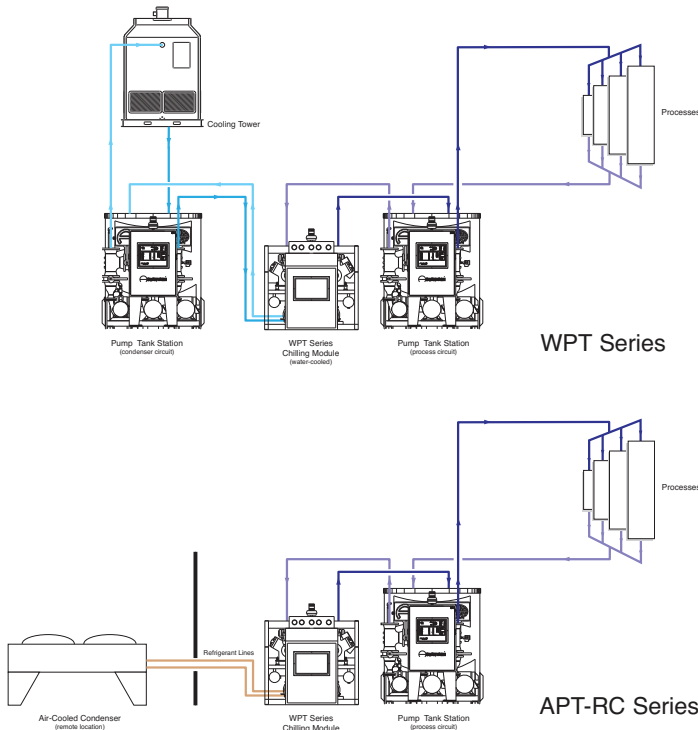 Cooling Tower
Processes
Pump Tank Station
(condenser circuit)
WPT Series
Chilling Module
(water-cooled)
Pump Tank Station
(process circuit)
WPT Series
Processes
Refrigerant Lines
Air-Cooled Condenser
(remote location)
WPT Series
Chilling Module
Pump Tank Station
(process circuit)
APT-RC Series